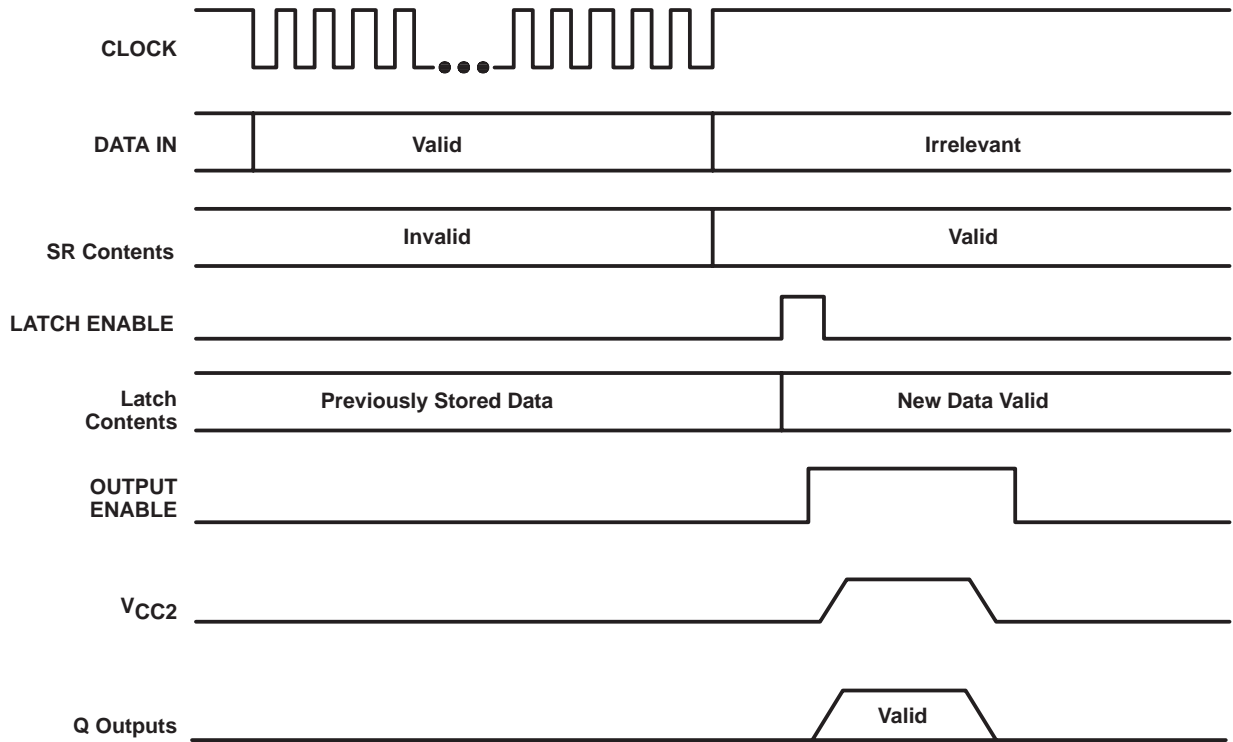 CLOCK
DATA IN
Valid
Irrelevant
SR Contents
Invalid
Valid
LATCH ENABLE
Latch
Contents
Previously Stored Data
New Data Valid
OUTPUT
ENABLE
VCC2
Q Outputs
Valid